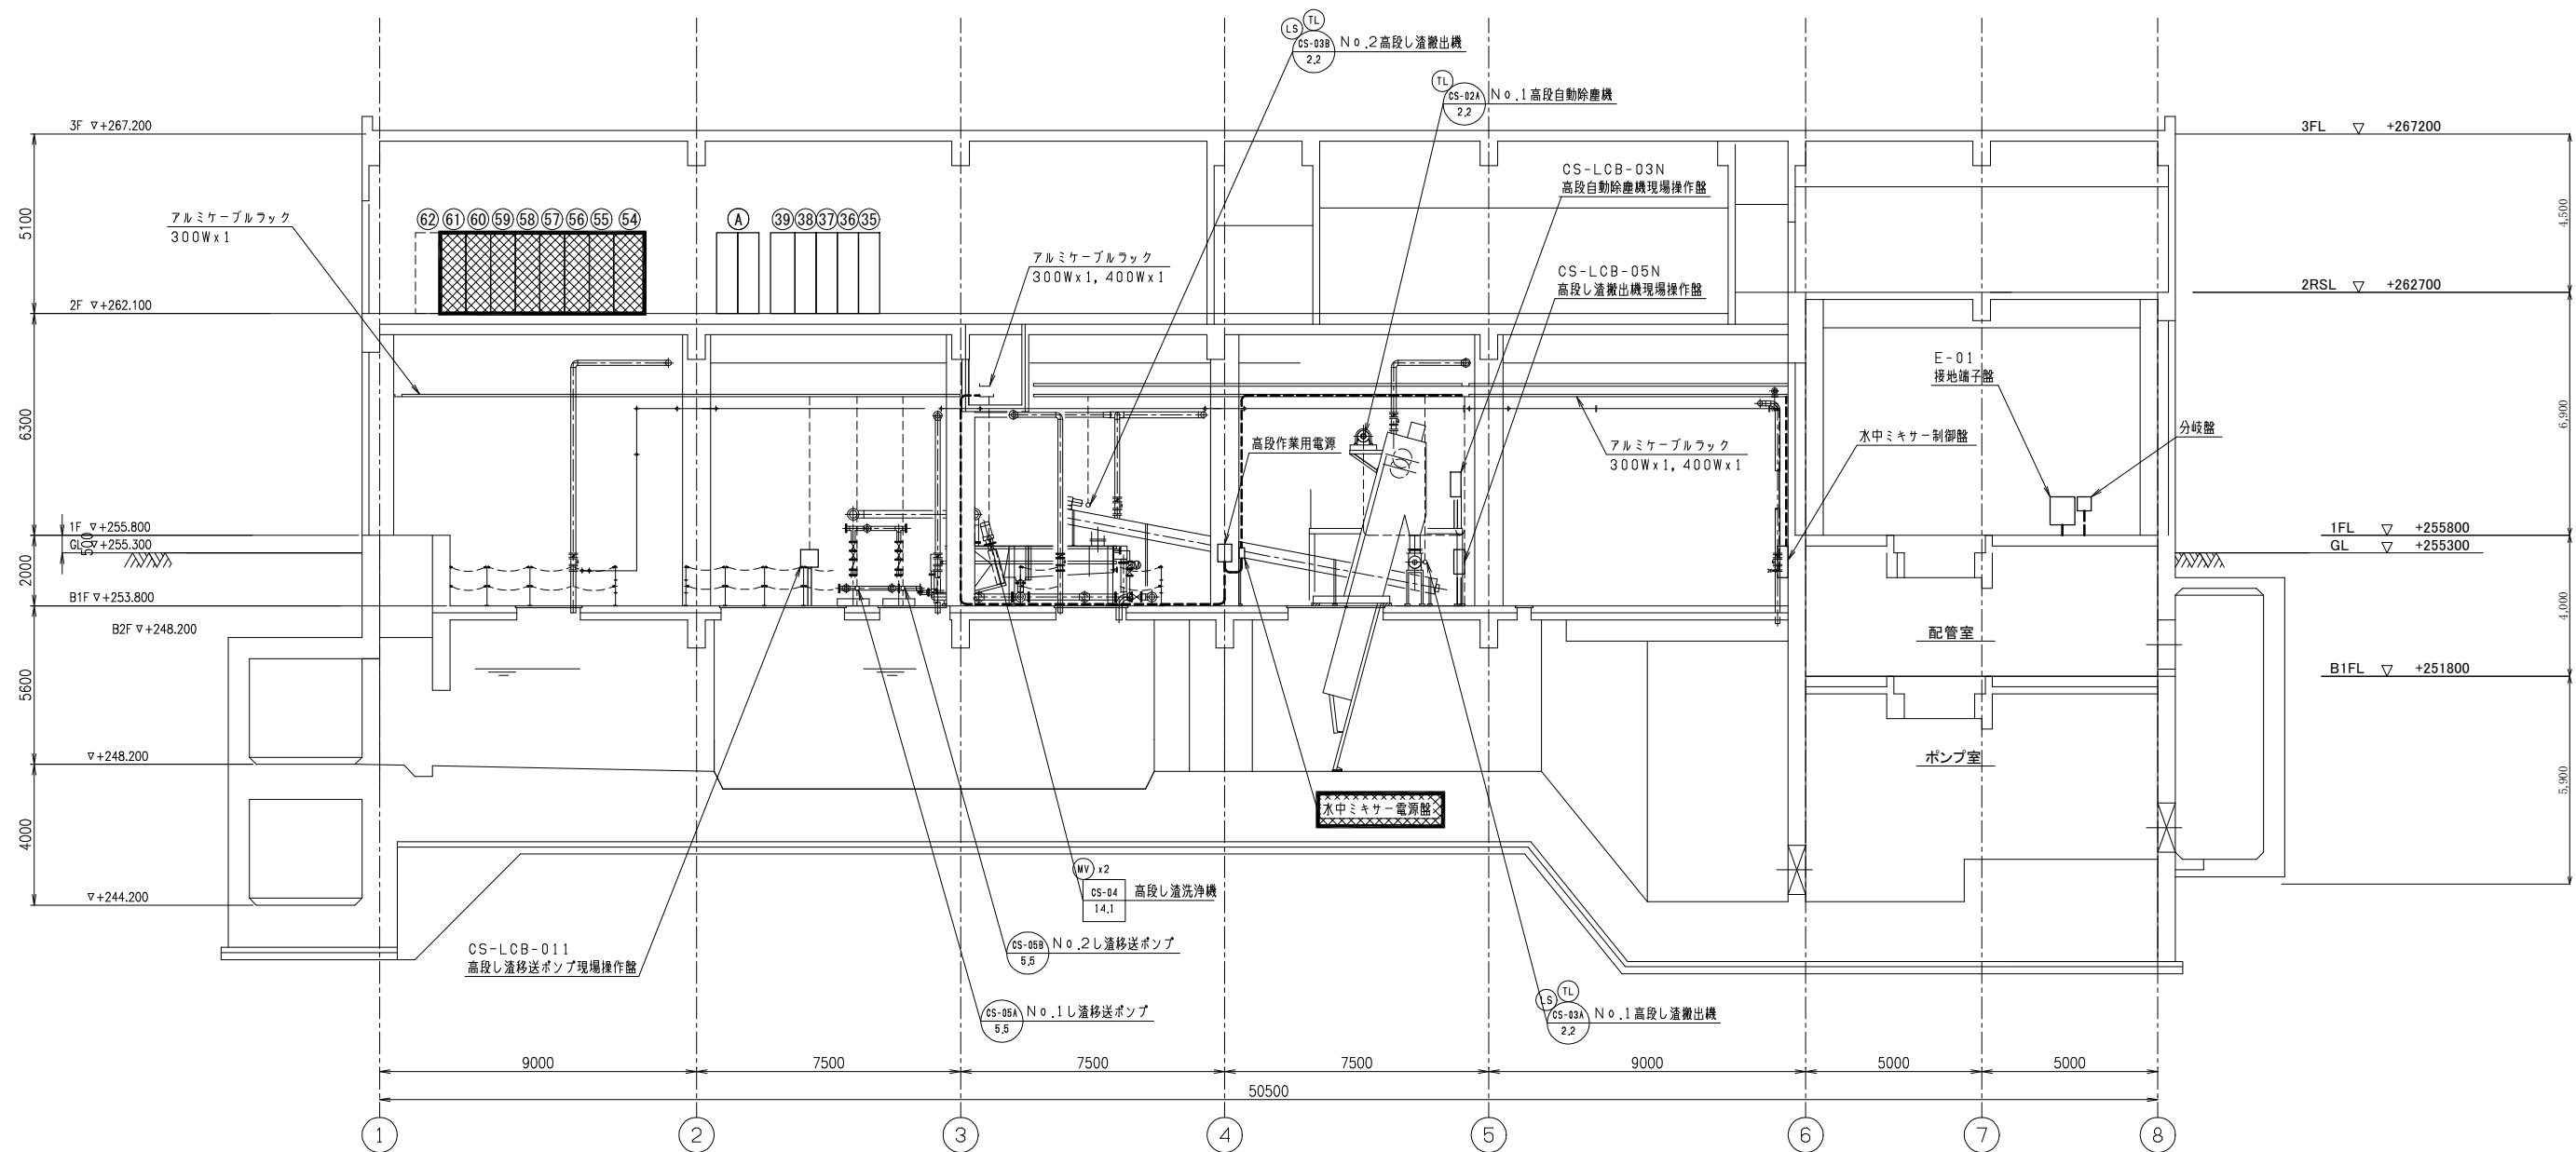 LS TL
CS-03B No.2高段し渣搬出機
2.2
TL
CS-02A No.1高段自動除塵機
2.2
3F ▽+267.200
3FL ▽ +267200
CS-LCB-03N
高段自動除塵機現場操作盤
アルミケーブルラック
300Wx1
62 61 60 59 58 57 56 55 54
A
39 38 37 36 35
5100
4,500
アルミケーブルラック
300Wx1, 400Wx1
CS-LCB-05N
高段し渣搬出機現場操作盤
2F ▽+262.100
2RSL ▽ +262700
E-01
接地端子盤
6300
6,900
高段作業用電源
アルミケーブルラック
300Wx1, 400Wx1
水中ミキサー制御盤
分岐盤
1F ▽+255.800
500
GL ▽+255.300
1FL ▽ +255800
GL ▽ +255300
2000
4,000
B1F ▽+253.800
B2F ▽+248.200
配管室
5600
B1FL ▽ +251800
▽+248.200
ポンプ室
5,900
水中ミキサー電源盤
4000
MV x2
CS-04 高段し渣洗浄機
14.1
▽+244.200
CS-LCB-011
高段し渣移送ポンプ現場操作盤
CS-05B No.2し渣移送ポンプ
5.5
CS-05A No.1し渣移送ポンプ
5.5
LS TL
CS-03A No.1高段し渣搬出機
2.2
9000 7500 7500 7500 9000 5000 5000
50500
1 2 3 4 5 6 7 8